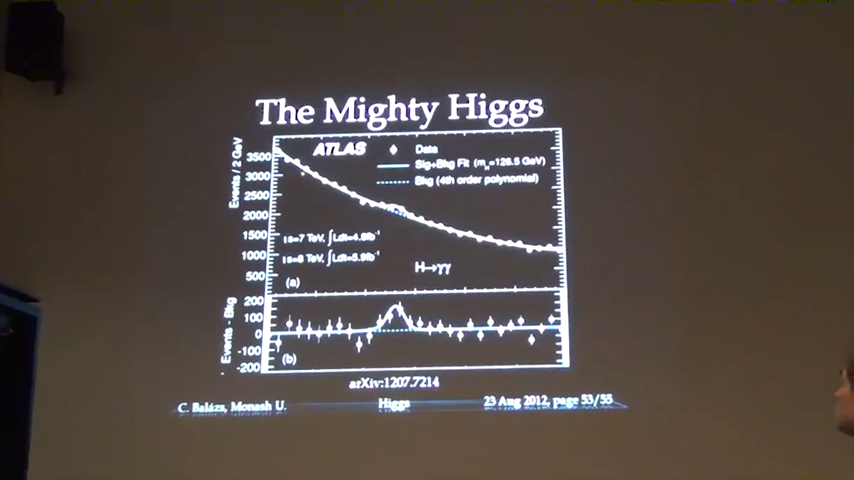 The Mighty Higgs
ATLAS
Data
Sig+Bkg Fit (mH=126.5 GeV)
Bkg (4th order polynomial)
Events / 2 GeV
3500
3000
2500
2000
1500
1000
500
√s=7 TeV, ∫Ldt=4.8fb-1
√s=8 TeV, ∫Ldt=5.9fb-1
H→γγ
(a)
Events - Bkg
200
100
0
-100
-200
(b)
arXiv:1207.7214
C. Balázs, Monash U.
Higgs
23 Aug 2012, page 53/55